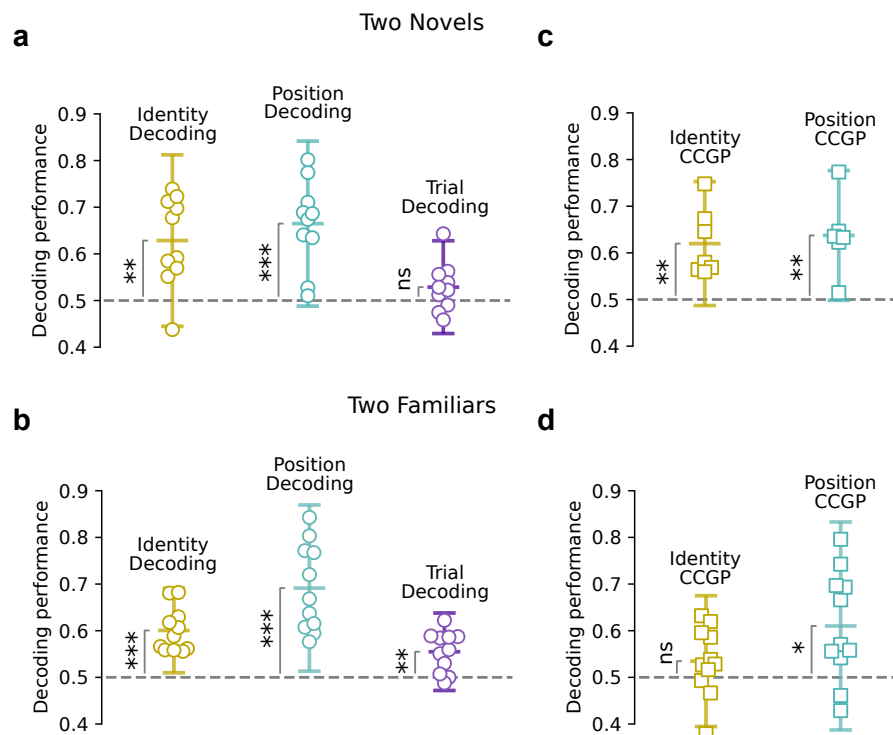 Two Novels
a
Decoding performance
0.9
0.8
0.7
0.6
0.5
0.4
Identity
Decoding
**
Position
Decoding
***
Trial
Decoding
ns
c
Decoding performance
0.9
0.8
0.7
0.6
0.5
0.4
Identity
CCGP
**
Position
CCGP
**
Two Familiars
b
Decoding performance
0.9
0.8
0.7
0.6
0.5
0.4
Identity
Decoding
***
Position
Decoding
***
Trial
Decoding
**
d
Decoding performance
0.9
0.8
0.7
0.6
0.5
0.4
Identity
CCGP
ns
Position
CCGP
*